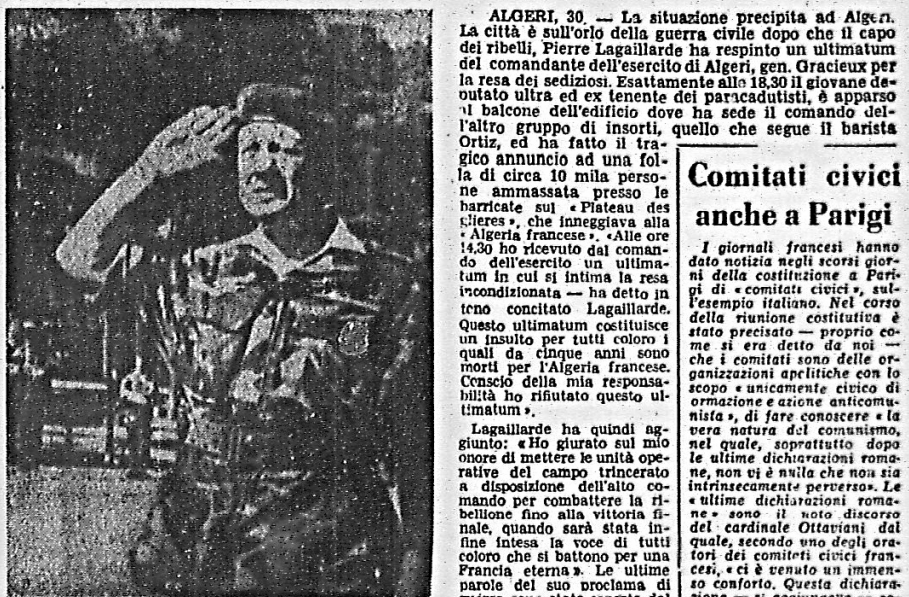 ALGERI, 30. — La situazione precipita ad Algeri.
La città è sull'orlo della guerra civile dopo che il capo
dei ribelli, Pierre Lagaillarde ha respinto un ultimatum
del comandante dell'esercito di Algeri, gen. Gracieux per
la resa dei sediziosi. Esattamente alle 18,30 il giovane de-
putato ultra ed ex tenente dei paracadutisti, è apparso
al balcone dell'edificio dove ha sede il comando del-
l'altro gruppo di insorti, quello che segue il barista
Ortiz, ed ha fatto il tra-
gico annuncio ad una fol-
la di circa 10 mila perso-
ne ammassata presso le
barricate sul « Plateau des
glieres », che inneggiava alla
« Algeria francese ». «Alle ore
14,30 ho ricevuto dal coman-
do dell'esercito un ultima-
tum in cui si intima la resa
incondizionata — ha detto in
tono concitato Lagaillarde.
Questo ultimatum costituisce
un insulto per tutti coloro i
quali da cinque anni sono
morti per l'Algeria francese.
Conscio della mia responsa-
bilità ho rifiutato questo ul-
timatum ».
Lagaillarde ha quindi ag-
giunto: «Ho giurato sul mio
onore di mettere le unità ope-
rative del campo trincerato
a disposizione dell'alto co-
mando per combattere la ri-
bellione fino alla vittoria fi-
nale, quando sarà stata in-
fine intesa la voce di tutti
coloro che si battono per una
Francia eterna». Le ultime
parole del suo proclama di
Comitati civici
anche a Parigi
I giornali francesi hanno
dato notizia negli scorsi gior-
ni della costituzione a Pari-
gi di « comitati civici », sul-
l'esempio italiano. Nel corso
della riunione costitutiva è
stato precisato — proprio co-
me si era detto da noi —
che i comitati sono delle or-
ganizzazioni apolitiche con lo
scopo « unicamente civico di
ormazione e azione anticomu-
nista », di fare conoscere « la
vera natura del comunismo,
nel quale, soprattutto dopo
le ultime dichiarazioni roma-
ne, non vi è nulla che non sia
intrinsecamente perverso». Le
« ultime dichiarazioni roma-
ne » sono il noto discorso
del cardinale Ottaviani dal
quale, secondo uno degli ora-
tori dei comitati civici fran-
cesi, « ci è venuto un immen-
so conforto. Questa dichiara-